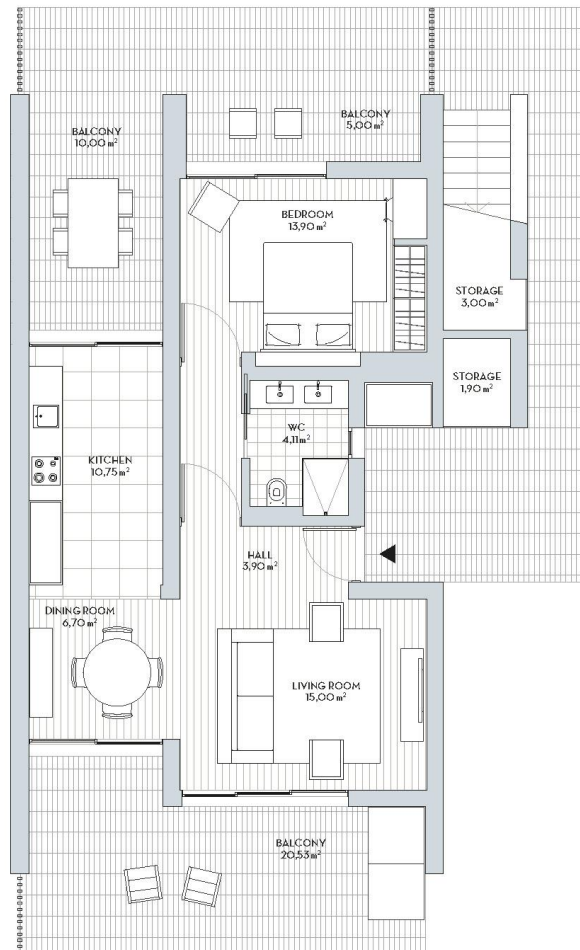 BALCONY
5,00 m²
BALCONY
10,00 m²
BEDROOM
13,90 m²
STORAGE
3,00 m²
STORAGE
1,90 m²
WC
4,11 m²
KITCHEN
10,75 m²
HALL
3,90 m²
DINING ROOM
6,70 m²
LIVING ROOM
15,00 m²
BALCONY
20,53 m²